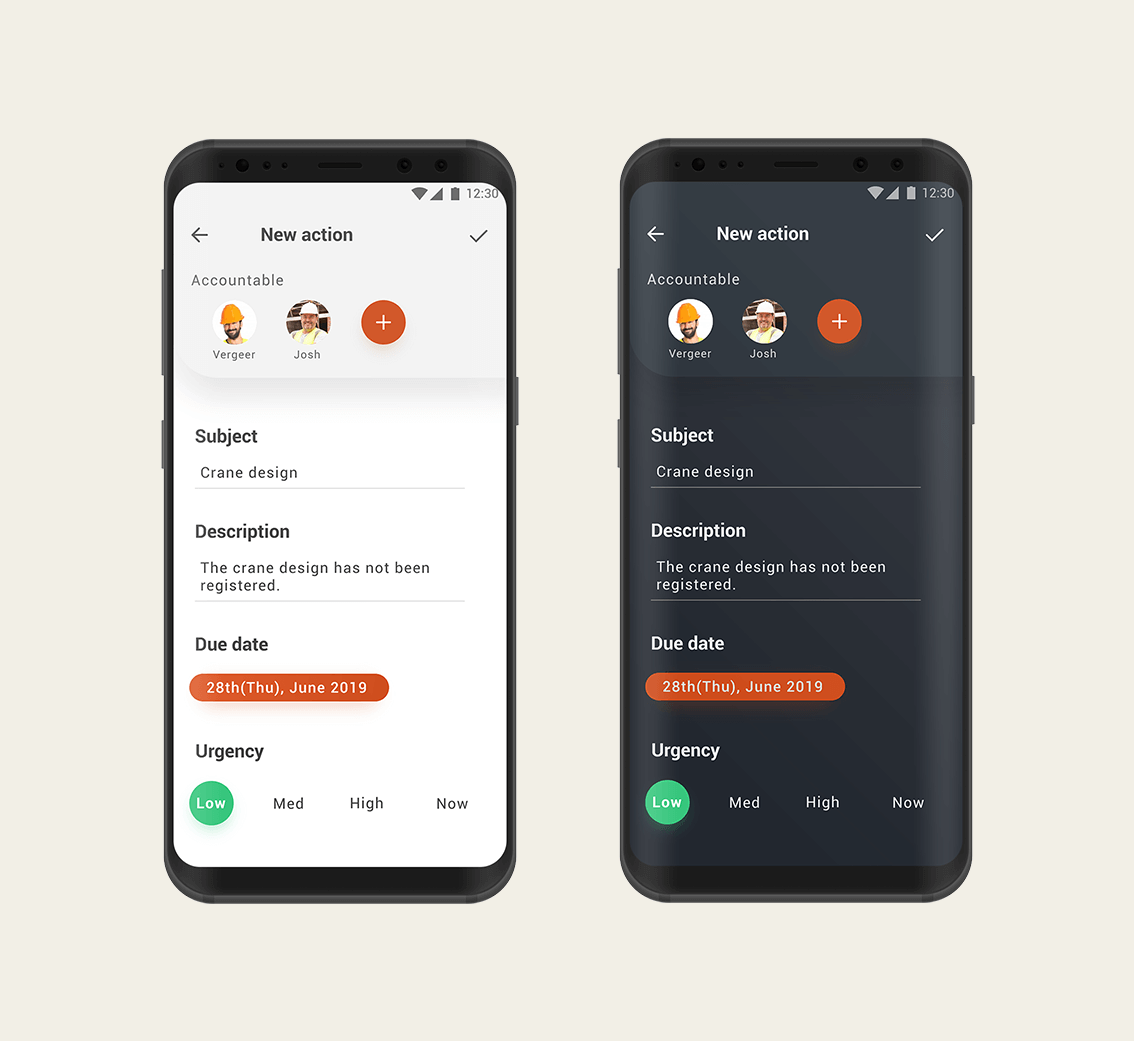 12:30
New action
Accountable
Vergeer Josh
Subject
Crane design
Description
The crane design has not been
registered.
Due date
28th(Thu), June 2019
Urgency
Low Med High Now
12:30
New action
Accountable
Vergeer Josh
Subject
Crane design
Description
The crane design has not been
registered.
Due date
28th(Thu), June 2019
Urgency
Low Med High Now